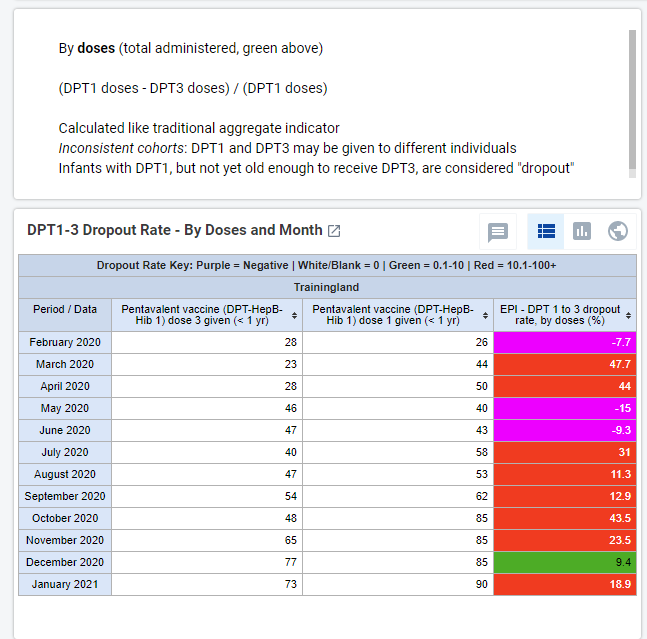 By doses (total administered, green above)
(DPT1 doses - DPT3 doses) / (DPT1 doses)
Calculated like traditional aggregate indicator
Inconsistent cohorts: DPT1 and DPT3 may be given to different individuals
Infants with DPT1, but not yet old enough to receive DPT3, are considered "dropout"
DPT1-3 Dropout Rate - By Doses and Month
Dropout Rate Key: Purple = Negative | White/Blank = 0 | Green = 0.1-10 | Red = 10.1-100+
Trainingland
Period / Data Pentavalent vaccine (DPT-HepB- Pentavalent vaccine (DPT-HepB- EPI - DPT 1 to 3 dropout
Hib 1) dose 3 given (< 1 yr) Hib 1) dose 1 given (< 1 yr) rate, by doses (%)
February 2020 28 26 -7.7
March 2020 23 44 47.7
April 2020 28 50 44
May 2020 46 40 -15
June 2020 47 43 -9.3
July 2020 40 58 31
August 2020 47 53 11.3
September 2020 54 62 12.9
October 2020 48 85 43.5
November 2020 65 85 23.5
December 2020 77 85 9.4
January 2021 73 90 18.9